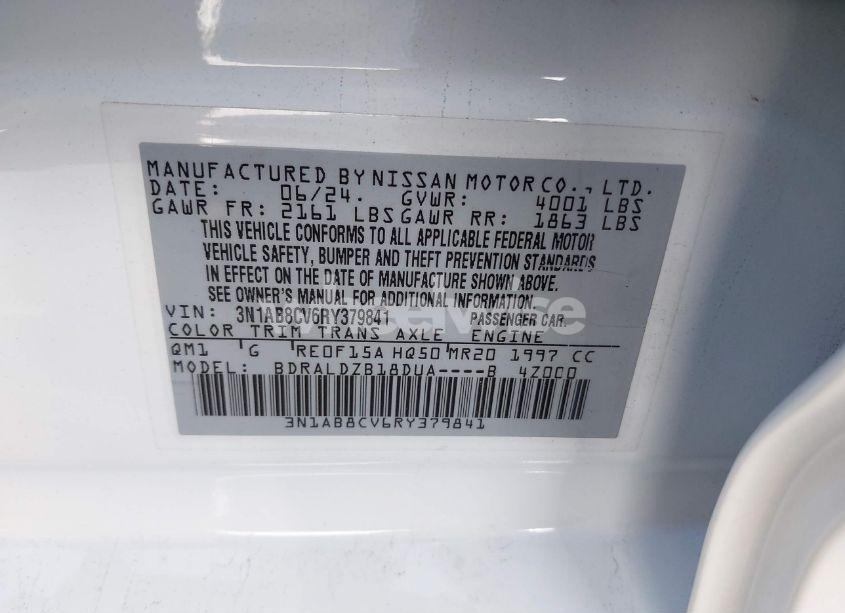 MANUFACTURED BY NISSAN MOTOR CO., LTD.
DATE: 06/24. GVWR: 4001 LBS
GAWR FR: 2161 LBS GAWR RR: 1863 LBS
THIS VEHICLE CONFORMS TO ALL APPLICABLE FEDERAL MOTOR
VEHICLE SAFETY, BUMPER AND THEFT PREVENTION STANDARDS
IN EFFECT ON THE DATE OF MANUFACTURE SHOWN ABOVE.
SEE OWNER'S MANUAL FOR ADDITIONAL INFORMATION.
VIN: 3N1AB8CV6RY379841 PASSENGER CAR.
COLOR TRIM TRANS AXLE ENGINE
QM1 G RE0F15A HQ50 MR20 1997 CC
MODEL: BDRALDZB18DUA----B 4Z000
3N1AB8CV6RY379841